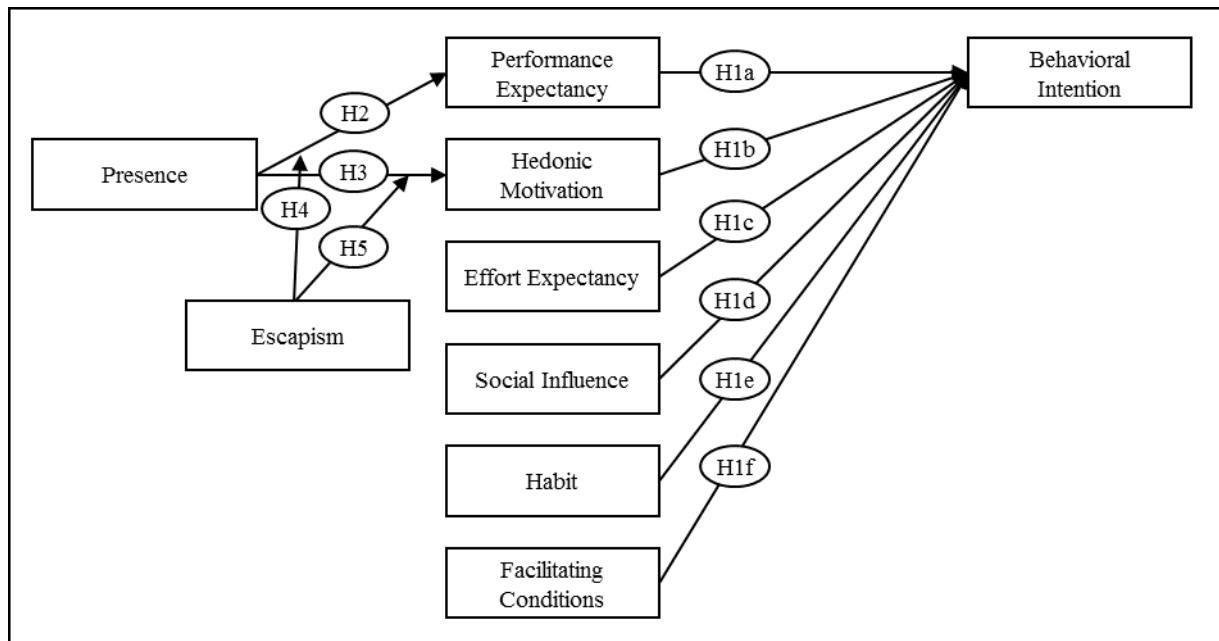 Performance
Expectancy
H1a
Behavioral
Intention
H2
Presence
H3
Hedonic
Motivation
H1b
H4
H5
H1c
Effort Expectancy
Escapism
H1d
Social Influence
H1e
Habit
H1f
Facilitating
Conditions